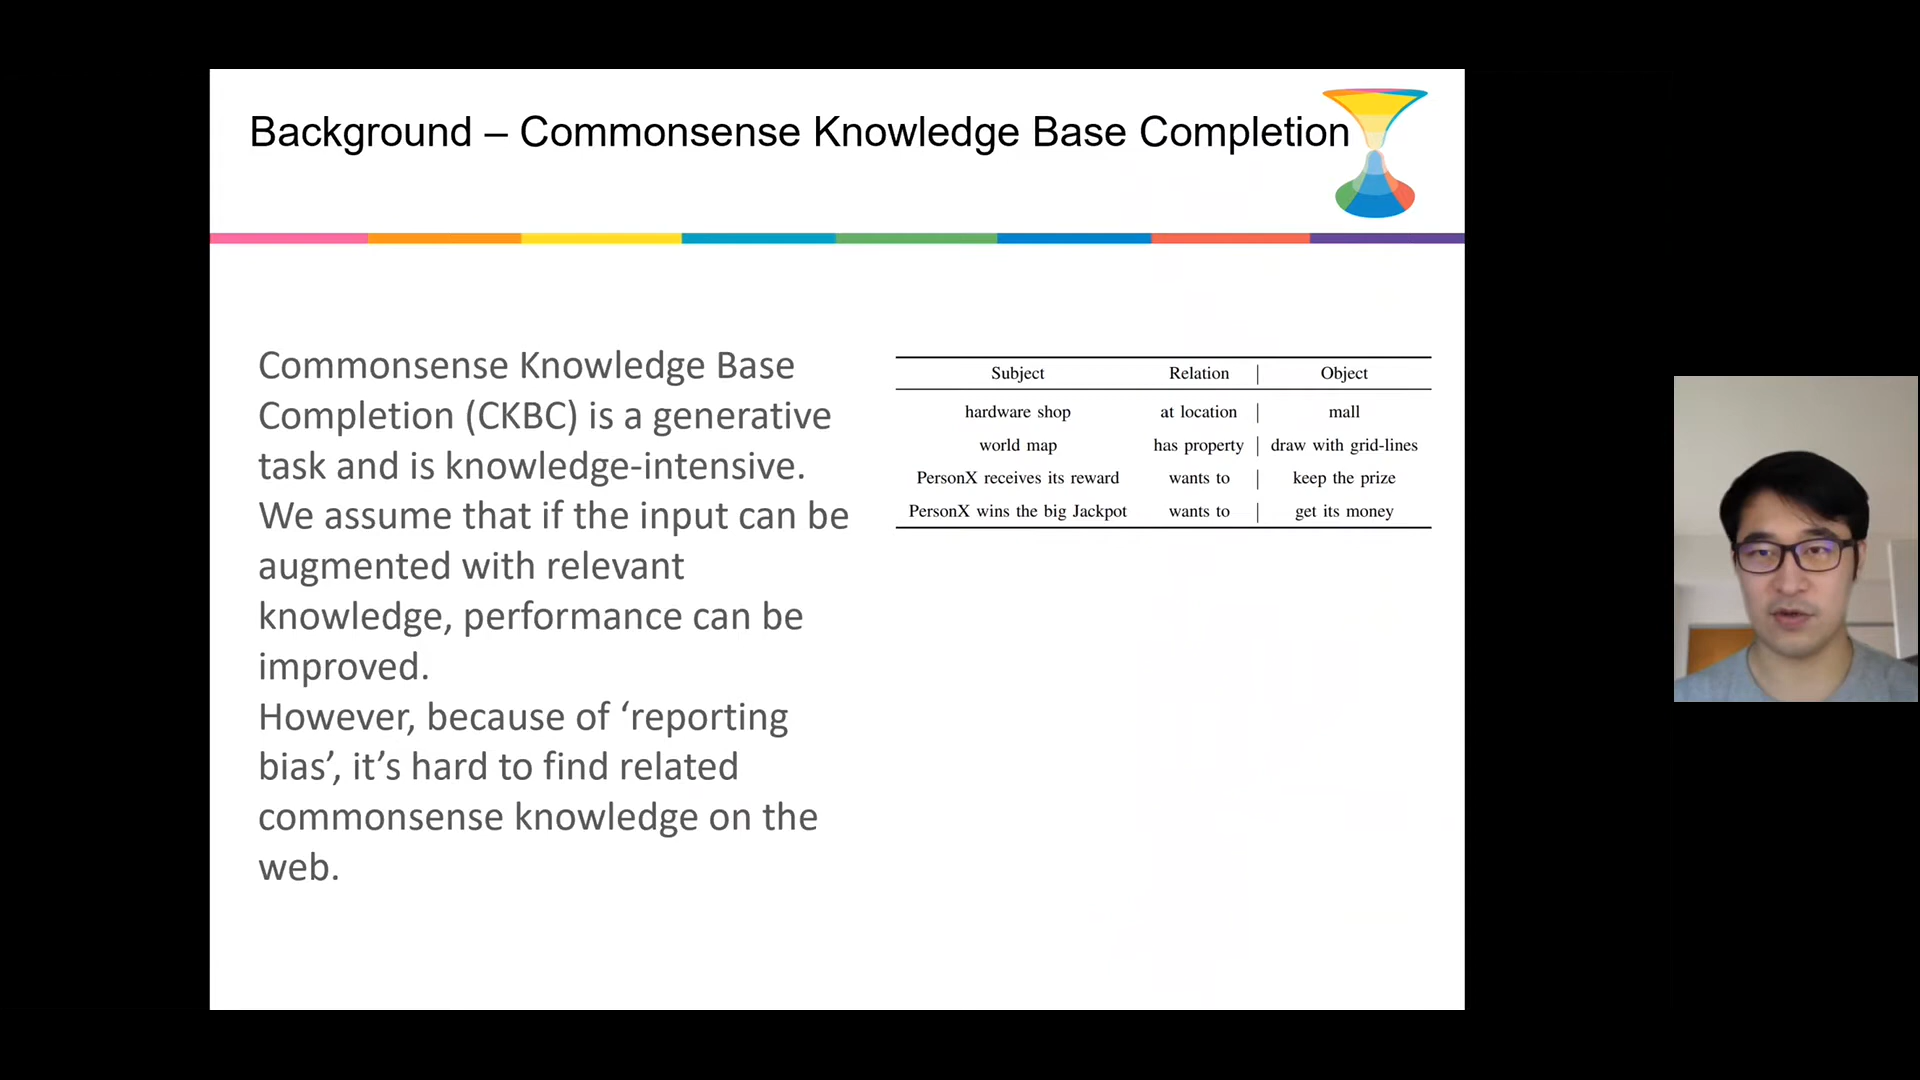 Background – Commonsense Knowledge Base Completion
Commonsense Knowledge Base
Completion (CKBC) is a generative
task and is knowledge-intensive.
We assume that if the input can be
augmented with relevant
knowledge, performance can be
improved.
However, because of ‘reporting
bias’, it’s hard to find related
commonsense knowledge on the
web.
Subject Relation | Object
hardware shop at location | mall
world map has property | draw with grid-lines
PersonX receives its reward wants to | keep the prize
PersonX wins the big Jackpot wants to | get its money